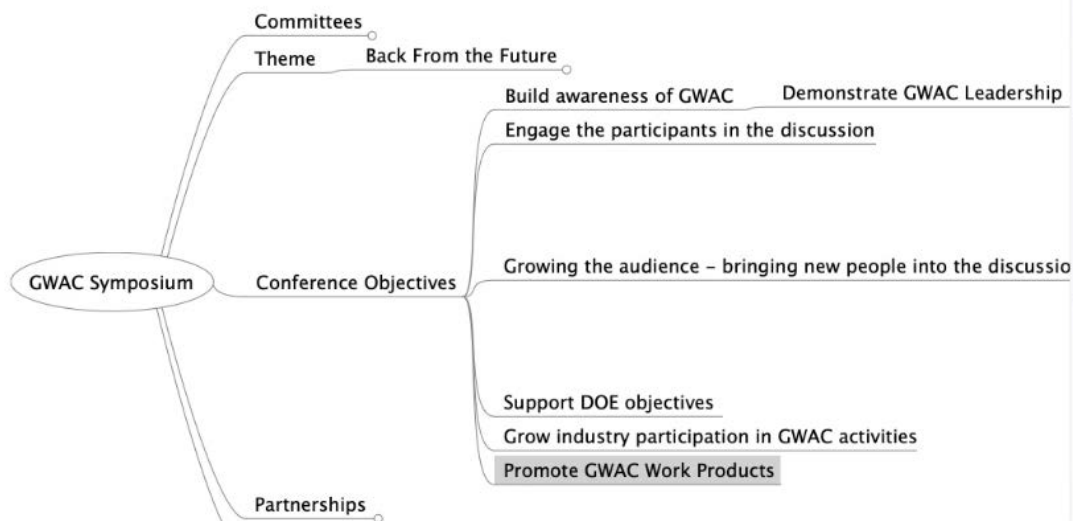 Committees
Theme
Back From the Future
Build awareness of GWAC
Demonstrate GWAC Leadership
Engage the participants in the discussion
GWAC Symposium
Conference Objectives
Growing the audience – bringing new people into the discussio
Support DOE objectives
Grow industry participation in GWAC activities
Promote GWAC Work Products
Partnerships